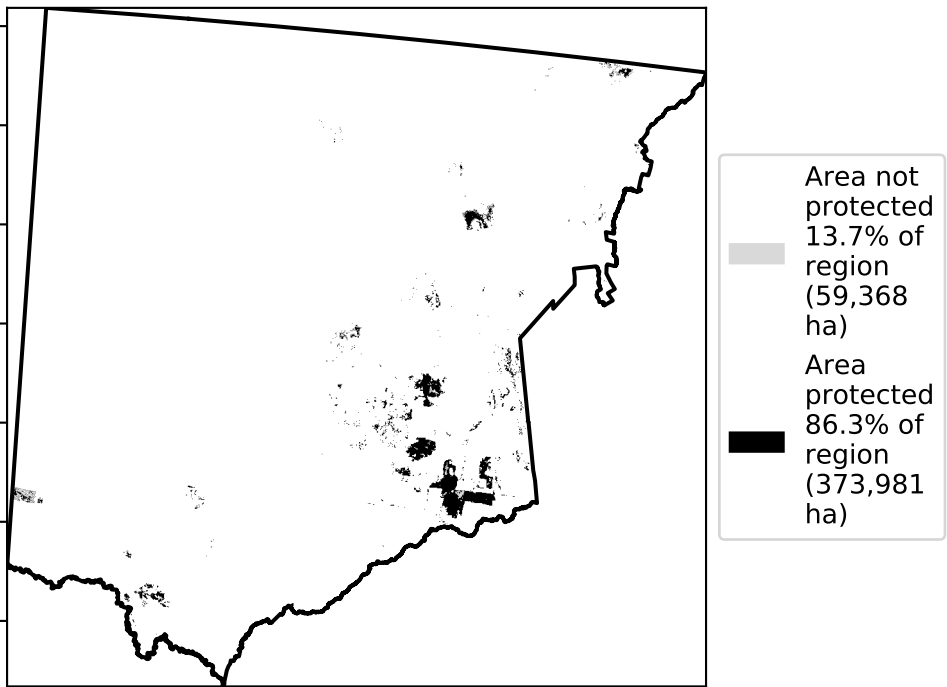 Area not
protected
13.7% of
region
(59,368
ha)
Area
protected
86.3% of
region
(373,981
ha)